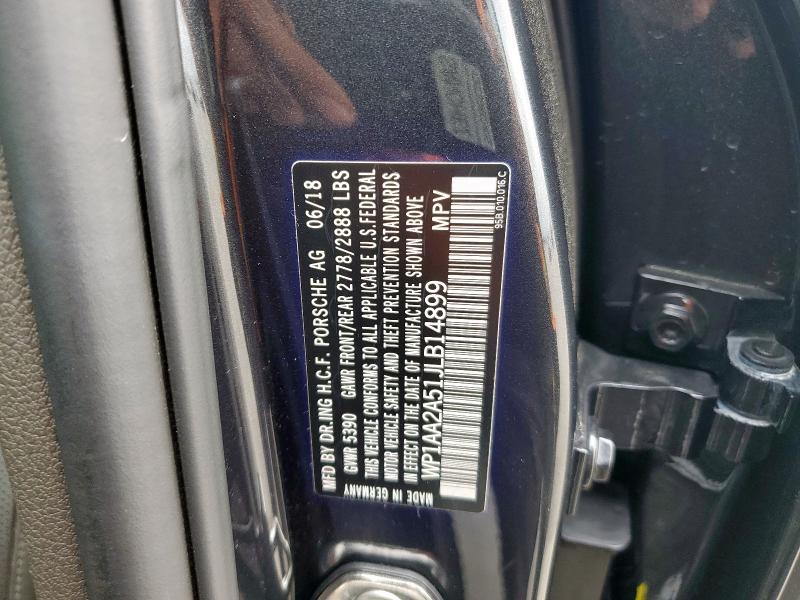 MFD BY DR.ING H.C.F. PORSCHE AG 06/18
GVWR 5390 GAWR FRONT/REAR 2778/2888 LBS
THIS VEHICLE CONFORMS TO ALL APPLICABLE U.S. FEDERAL
MOTOR VEHICLE SAFETY AND THEFT PREVENTION STANDARDS
IN EFFECT ON THE DATE OF MANUFACTURE SHOWN ABOVE
WP1AA2A51JLB14899 MPV
MADE IN GERMANY
95B.010.016.C